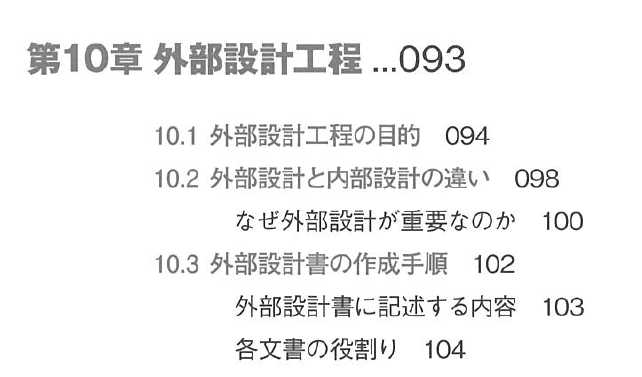 第10章 外部設計工程 ...093
10.1 外部設計工程の目的 094
10.2 外部設計と内部設計の違い 098
なぜ外部設計が重要なのか 100
10.3 外部設計書の作成手順 102
外部設計書に記述する内容 103
各文書の役割り 104